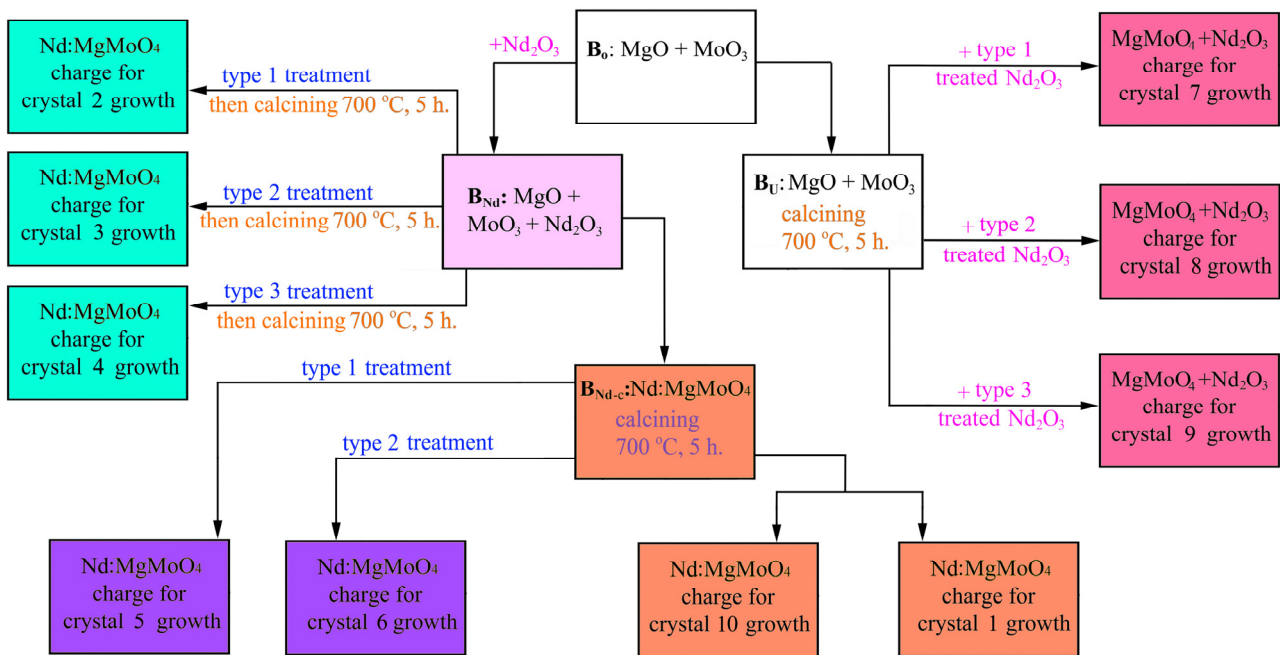 Nd:MgMoO₄
charge for
crystal 2 growth
type 1 treatment
then calcining 700 °C, 5 h.
+Nd₂O₃
B₀: MgO + MoO₃
+ type 1
treated Nd₂O₃
MgMoO₄+Nd₂O₃
charge for
crystal 7 growth
Nd:MgMoO₄
charge for
crystal 3 growth
type 2 treatment
then calcining 700 °C, 5 h.
B_Nd: MgO +
MoO₃ + Nd₂O₃
B_U: MgO + MoO₃
calcining
700 °C, 5 h.
+ type 2
treated Nd₂O₃
MgMoO₄+Nd₂O₃
charge for
crystal 8 growth
Nd:MgMoO₄
charge for
crystal 4 growth
type 3 treatment
then calcining 700 °C, 5 h.
type 1 treatment
type 2 treatment
B_Nd-c:Nd:MgMoO₄
calcining
700 °C, 5 h.
+ type 3
treated Nd₂O₃
MgMoO₄+Nd₂O₃
charge for
crystal 9 growth
Nd:MgMoO₄
charge for
crystal 5 growth
Nd:MgMoO₄
charge for
crystal 6 growth
Nd:MgMoO₄
charge for
crystal 10 growth
Nd:MgMoO₄
charge for
crystal 1 growth